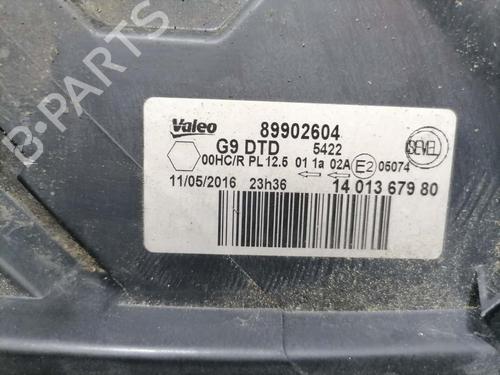 B-PARTS
Valeo 89902604
G9 DTD 5422
SEVEL
00HC/R PL 12.5 01 1a 02A E2 05074
11/05/2016 23h36 14 013 679 80